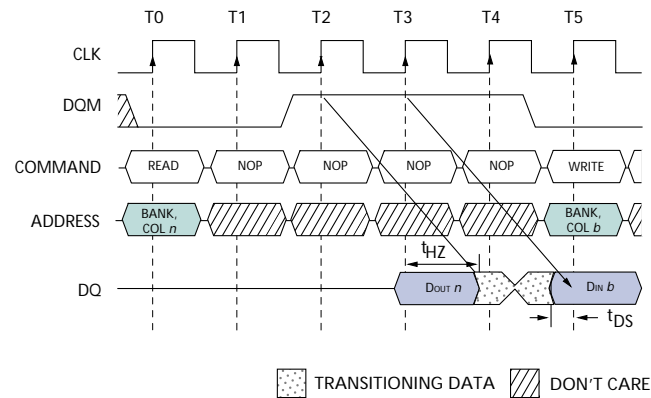 T0 T1 T2 T3 T4 T5
CLK
DQM
COMMAND READ NOP NOP NOP NOP WRITE
ADDRESS BANK, COL n BANK, COL b
tHZ
DQ DOUT n DIN b
tDS
TRANSITIONING DATA DON'T CARE